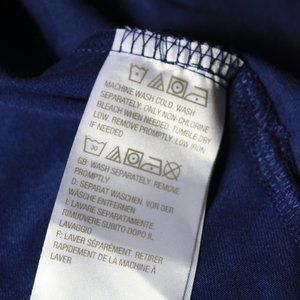 MACHINE WASH COLD. WASH
SEPARATELY. ONLY NON-CHLORINE
BLEACH WHEN NEEDED. TUMBLE DRY
LOW. REMOVE PROMPTLY. LOW IRON
IF NEEDED
30
GB: WASH SEPARATELY. REMOVE
PROMPTLY
D: SEPARAT WASCHEN. VOR DER
WÄSCHE ENTFERNEN
I: LAVARE SEPARATAMENTE.
RIMUOVERE SUBITO DOPO IL
LAVAGGIO
F: LAVER SÉPARÉMENT. RETIRER
RAPIDEMENT DE LA MACHINE À
LAVER